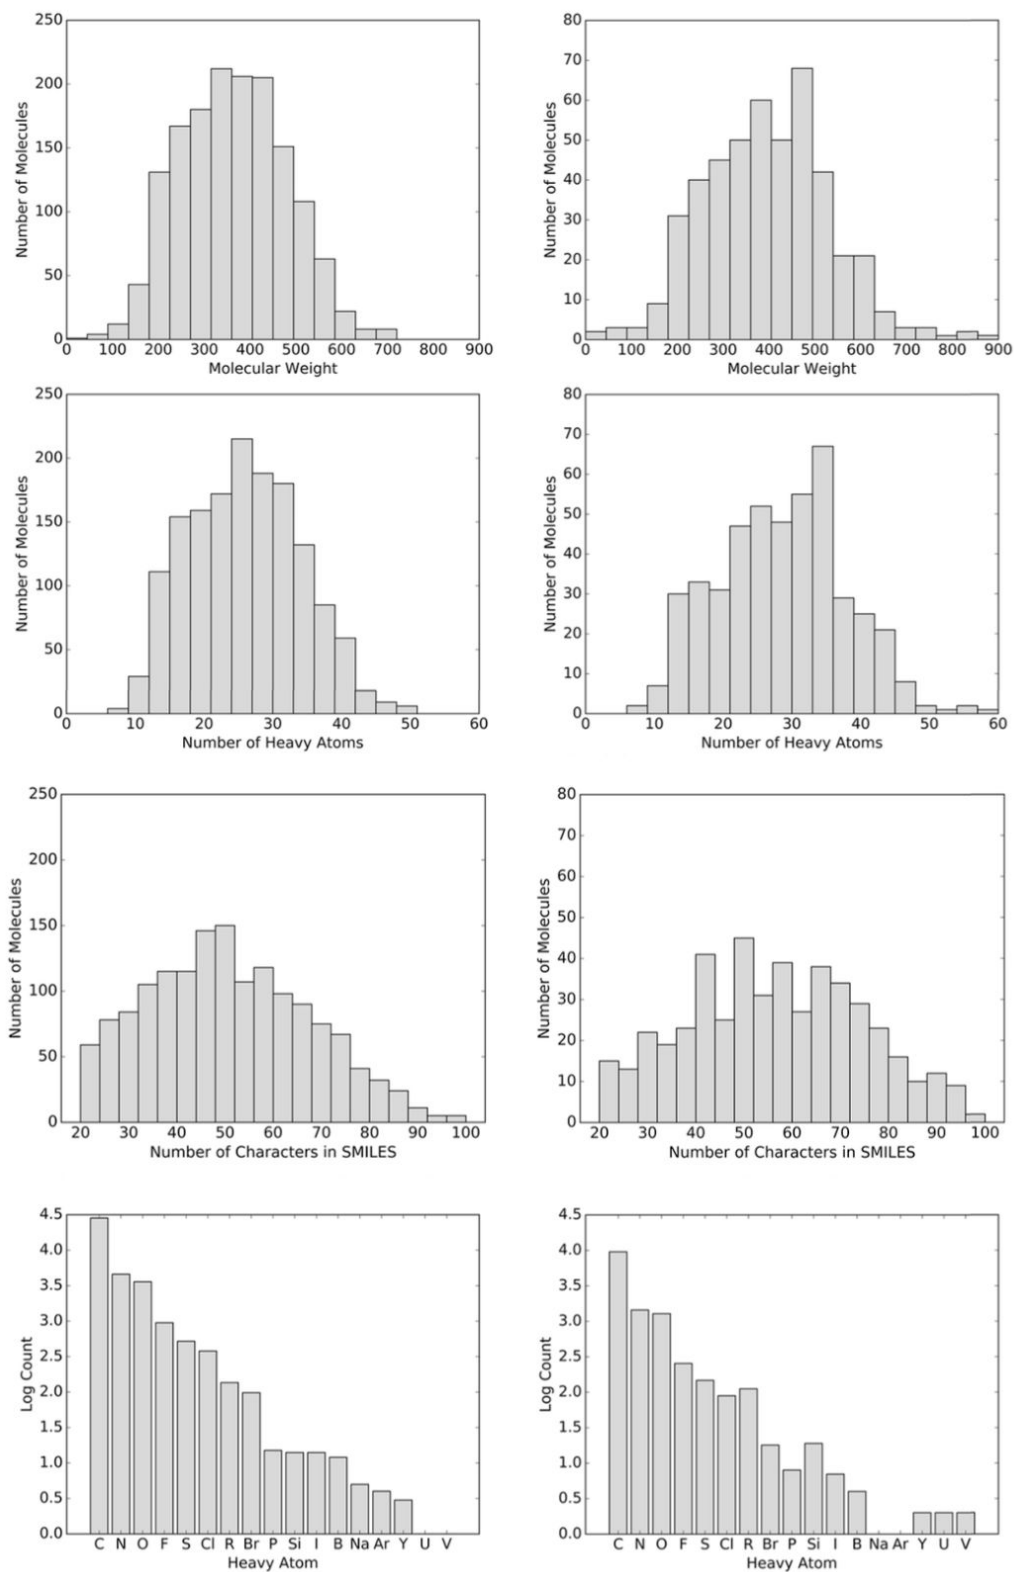 250
200
150
100
50
0
Number of Molecules
0 100 200 300 400 500 600 700 800 900
Molecular Weight
80
70
60
50
40
30
20
10
0
Number of Molecules
0 100 200 300 400 500 600 700 800 900
Molecular Weight
250
200
150
100
50
0
Number of Molecules
0 10 20 30 40 50 60
Number of Heavy Atoms
80
70
60
50
40
30
20
10
0
Number of Molecules
0 10 20 30 40 50 60
Number of Heavy Atoms
250
200
150
100
50
0
Number of Molecules
20 30 40 50 60 70 80 90 100
Number of Characters in SMILES
80
70
60
50
40
30
20
10
0
Number of Molecules
20 30 40 50 60 70 80 90 100
Number of Characters in SMILES
4.5
4.0
3.5
3.0
2.5
2.0
1.5
1.0
0.5
0.0
Log Count
C N O F S Cl R Br P Si I B Na Ar Y U V
Heavy Atom
4.5
4.0
3.5
3.0
2.5
2.0
1.5
1.0
0.5
0.0
Log Count
C N O F S Cl R Br P Si I B Na Ar Y U V
Heavy Atom